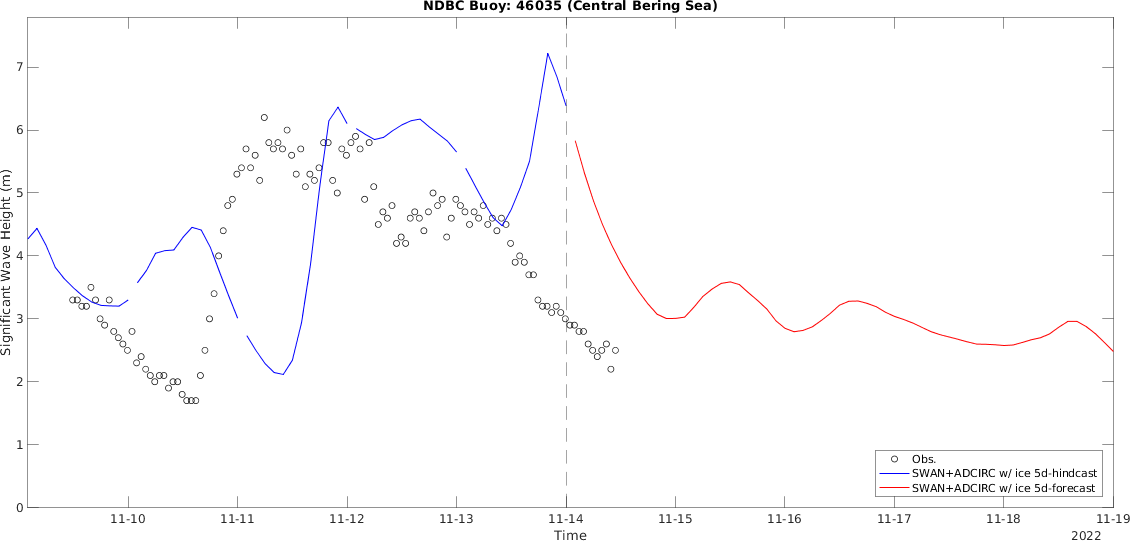 NDBC Buoy: 46035 (Central Bering Sea)
Significant Wave Height (m)
7
6
5
4
3
2
1
0
Obs.
SWAN+ADCIRC w/ ice 5d-hindcast
SWAN+ADCIRC w/ ice 5d-forecast
11-10 11-11 11-12 11-13 11-14 11-15 11-16 11-17 11-18 11-19
Time 2022